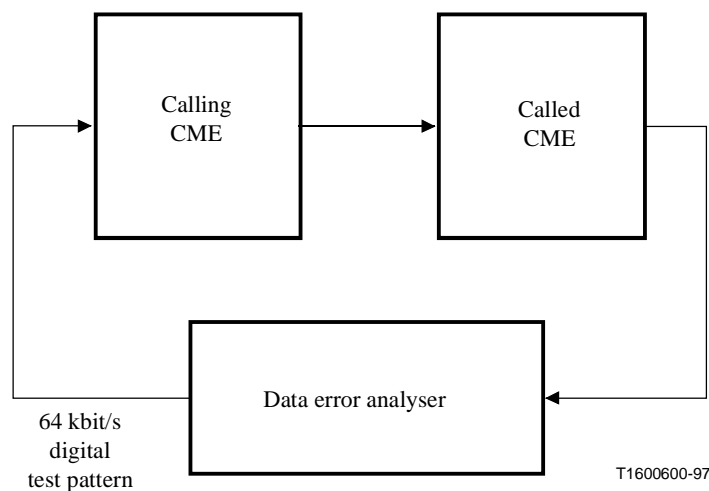 Calling
CME
Called
CME
Data error analyser
64 kbit/s
digital
test pattern
T1600600-97